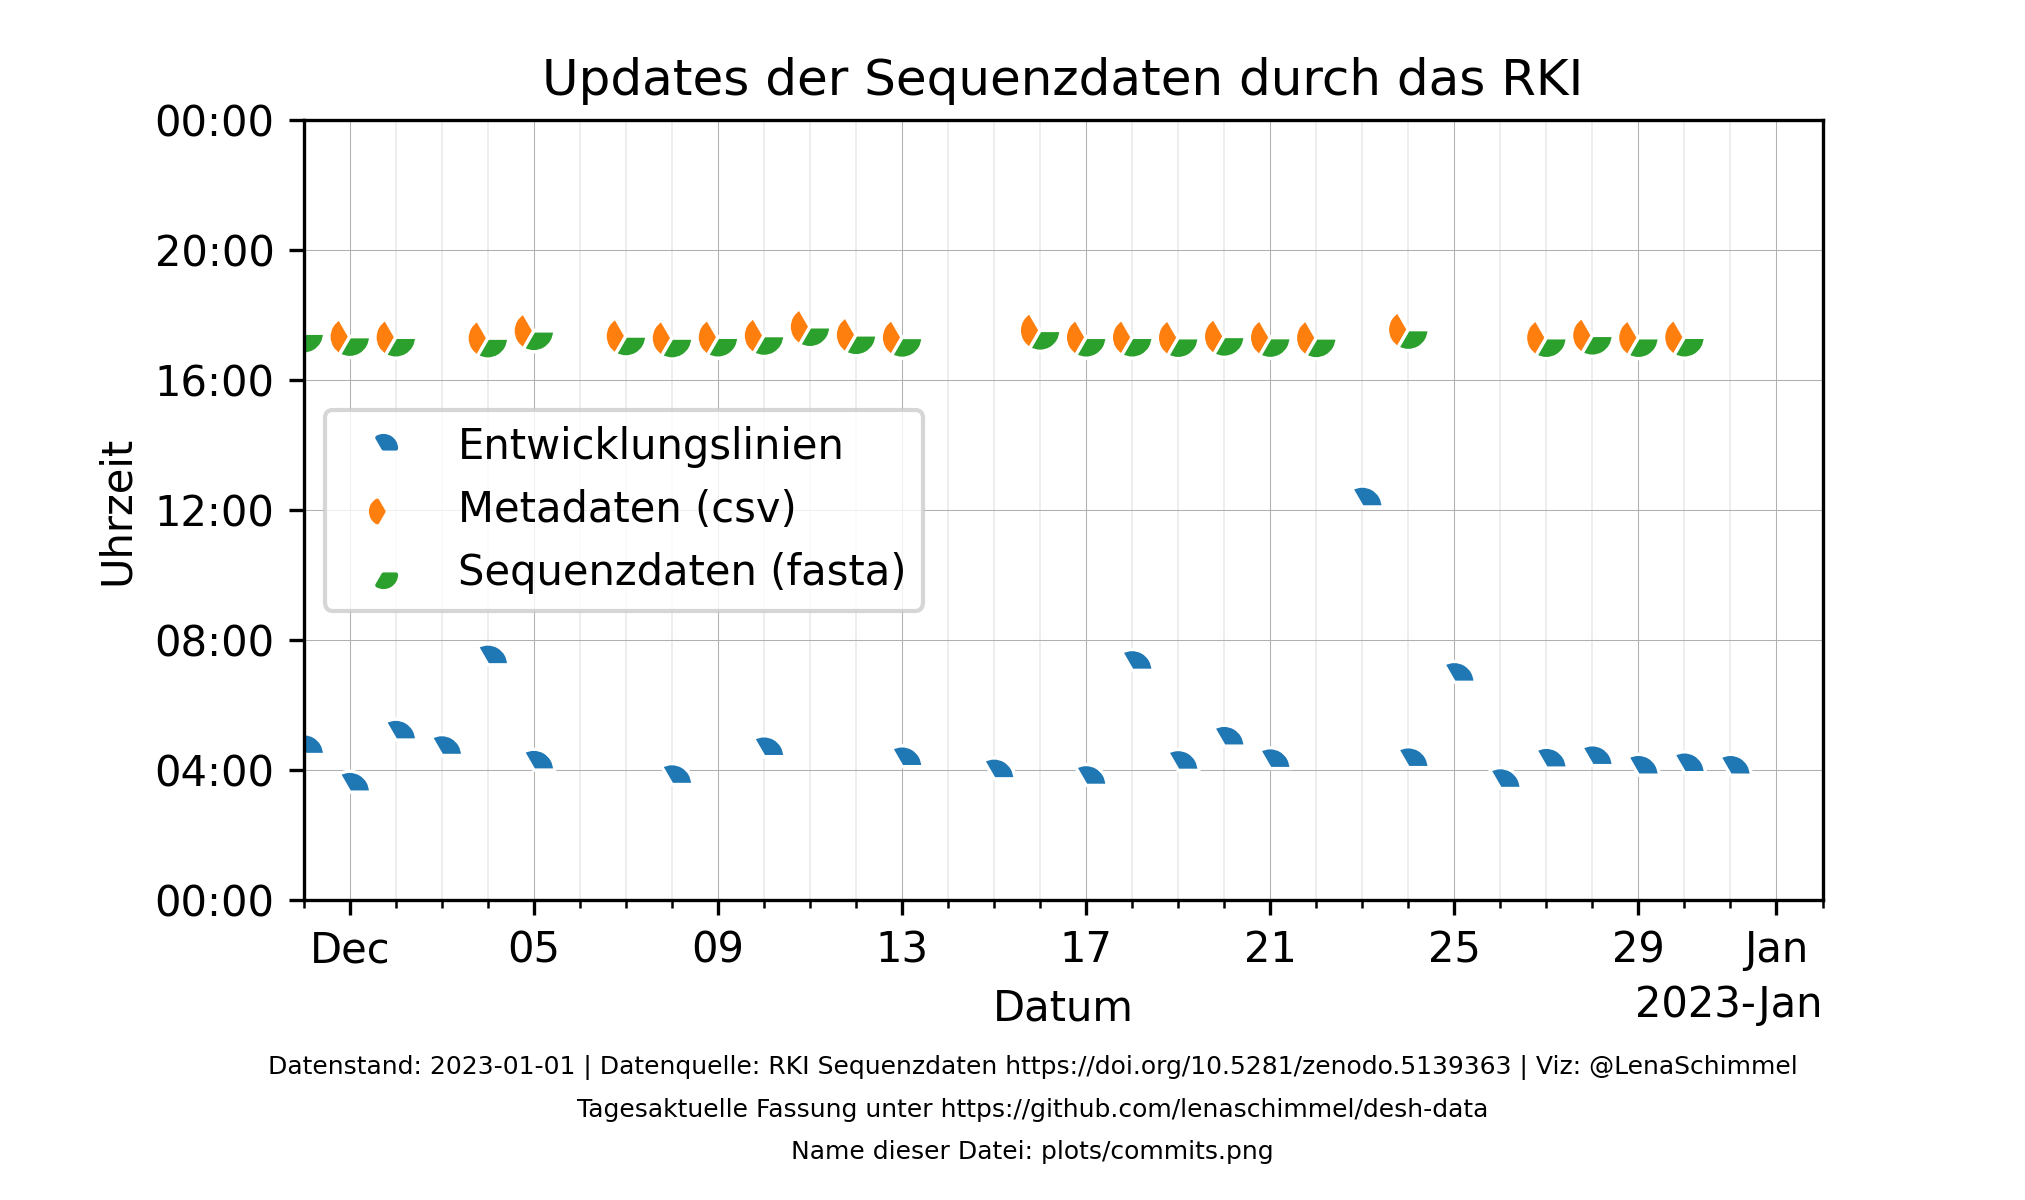 Updates der Sequenzdaten durch das RKI
00:00
20:00
16:00
12:00
08:00
04:00
00:00
Uhrzeit
Entwicklungslinien
Metadaten (csv)
Sequenzdaten (fasta)
Dec 05 09 13 17 21 25 29 Jan
Datum
2023-Jan
Datenstand: 2023-01-01 | Datenquelle: RKI Sequenzdaten https://doi.org/10.5281/zenodo.5139363 | Viz: @LenaSchimmel
Tagesaktuelle Fassung unter https://github.com/lenaschimmel/desh-data
Name dieser Datei: plots/commits.png